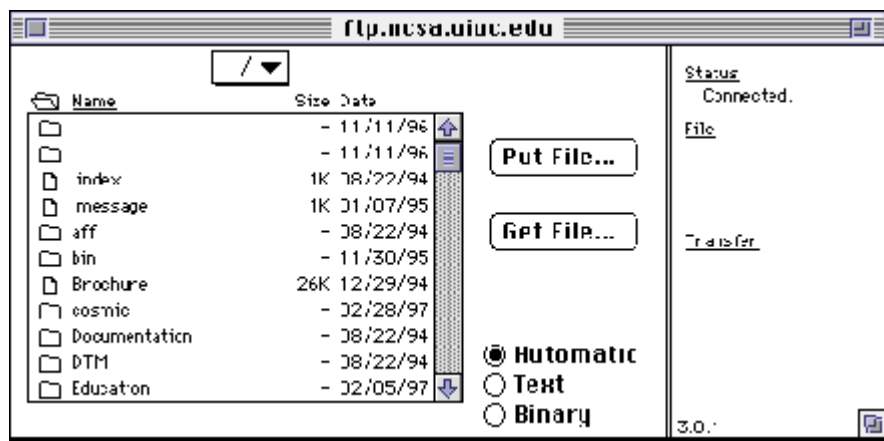 ftp.ncsa.uiuc.edu
/
Name Size Date
- 11/11/96
- 11/11/96
index 1K 08/22/94
message 1K 01/07/95
aff - 08/22/94
bin - 11/30/95
Brochure 26K 12/29/94
cosmic - 02/28/97
Documentation - 08/22/94
DTM - 08/22/94
Education - 02/05/97
Put File...
Get File...
Automatic
Text
Binary
Status
Connected.
File
Transfer